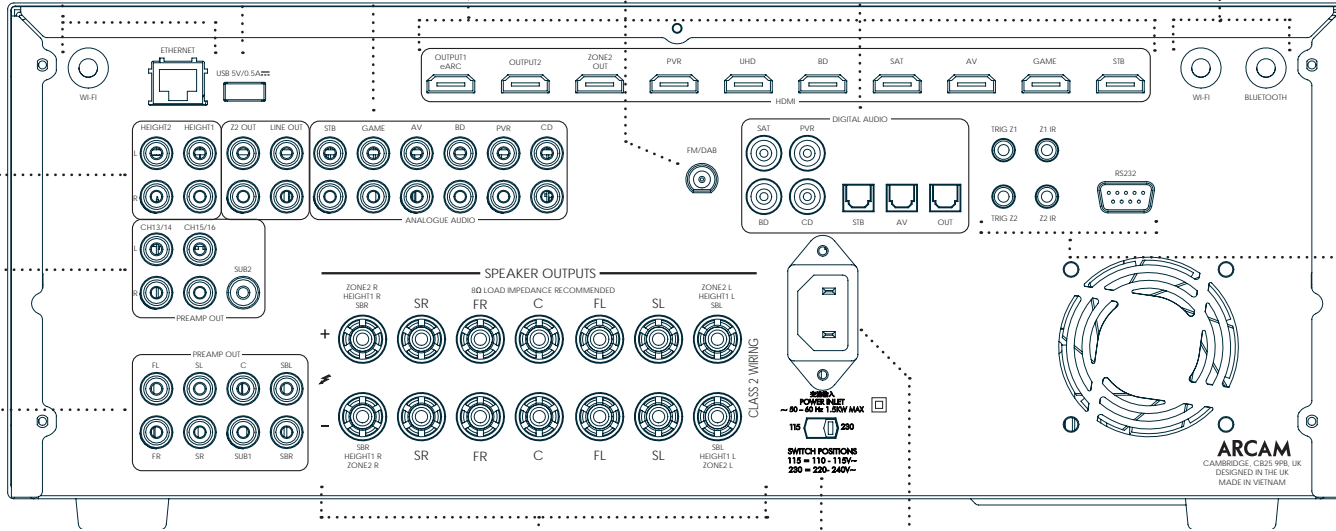 WI-FI
ETHERNET
USB 5V/0.5A
OUTPUT1
eARC
OUTPUT2
ZONE2
OUT
PVR
UHD
BD
SAT
AV
GAME
STB
HDMI
WI-FI
BLUETOOTH
HEIGHT2 HEIGHT1
L
R
Z2 OUT LINE OUT
STB GAME AV BD PVR CD
ANALOGUE AUDIO
FM/DAB
DIGITAL AUDIO
SAT PVR
BD CD STB AV OUT
TRIG Z1 Z1 IR
TRIG Z2 Z2 IR
RS232
CH13/14 CH15/16
L
R
SUB2
PREAMP OUT
PREAMP OUT
FL SL C SBL
FR SR SUB1 SBR
SPEAKER OUTPUTS
8Ω LOAD IMPEDANCE RECOMMENDED
ZONE2 R
HEIGHT1 R
SBR
SR FR C FL SL
ZONE2 L
HEIGHT1 L
SBL
+
–
SBR
HEIGHT1 R
ZONE2 R
SR FR C FL SL
SBL
HEIGHT1 L
ZONE2 L
CLASS 2 WIRING
POWER INLET
~ 50 – 60 Hz 1.5KW MAX
115 230
SWITCH POSITIONS
115 = 110 - 115V~
230 = 220- 240V~
ARCAM
CAMBRIDGE, CB25 9PB, UK
DESIGNED IN THE UK
MADE IN VIETNAM